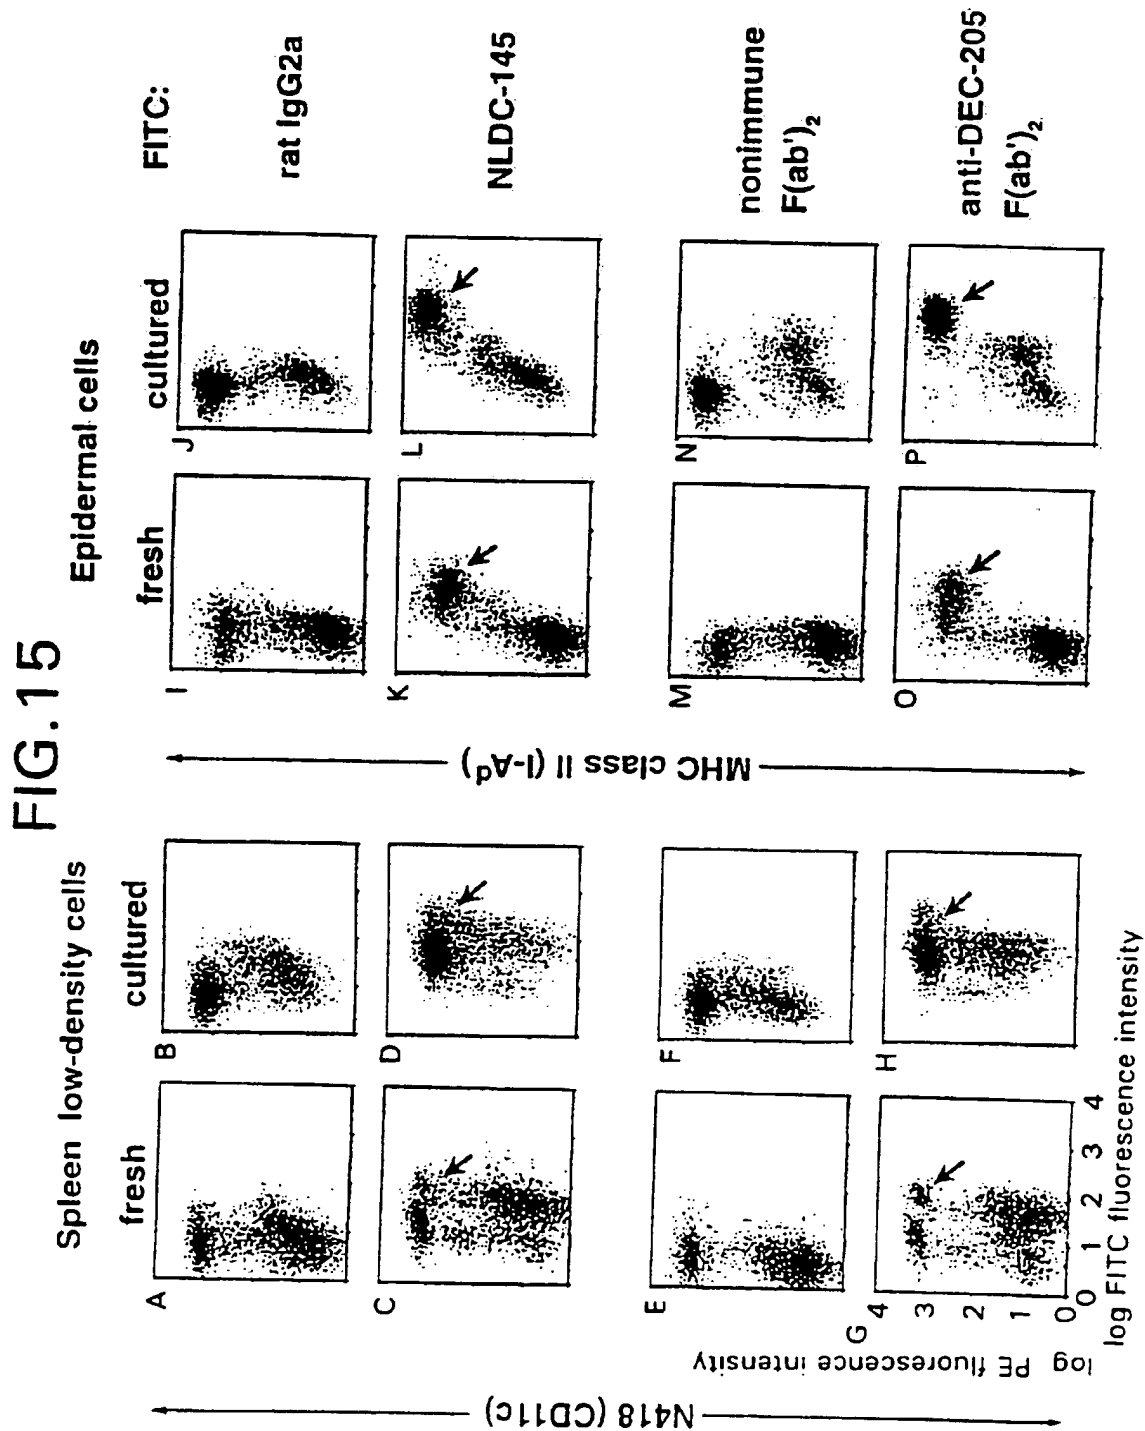 FIG.15
Spleen low-density cells
Epidermal cells
fresh
cultured
fresh
cultured
FITC:
A
B
I
J
rat IgG2a
C
D
K
L
NLDC-145
E
F
M
N
nonimmune
F(ab')₂
G
H
O
P
anti-DEC-205
F(ab')₂
N418 (CD11c)
MHC class II (I-Aᵈ)
log PE fluorescence intensity
4
3
2
1
0
0
1
2
3
4
log FITC fluorescence intensity